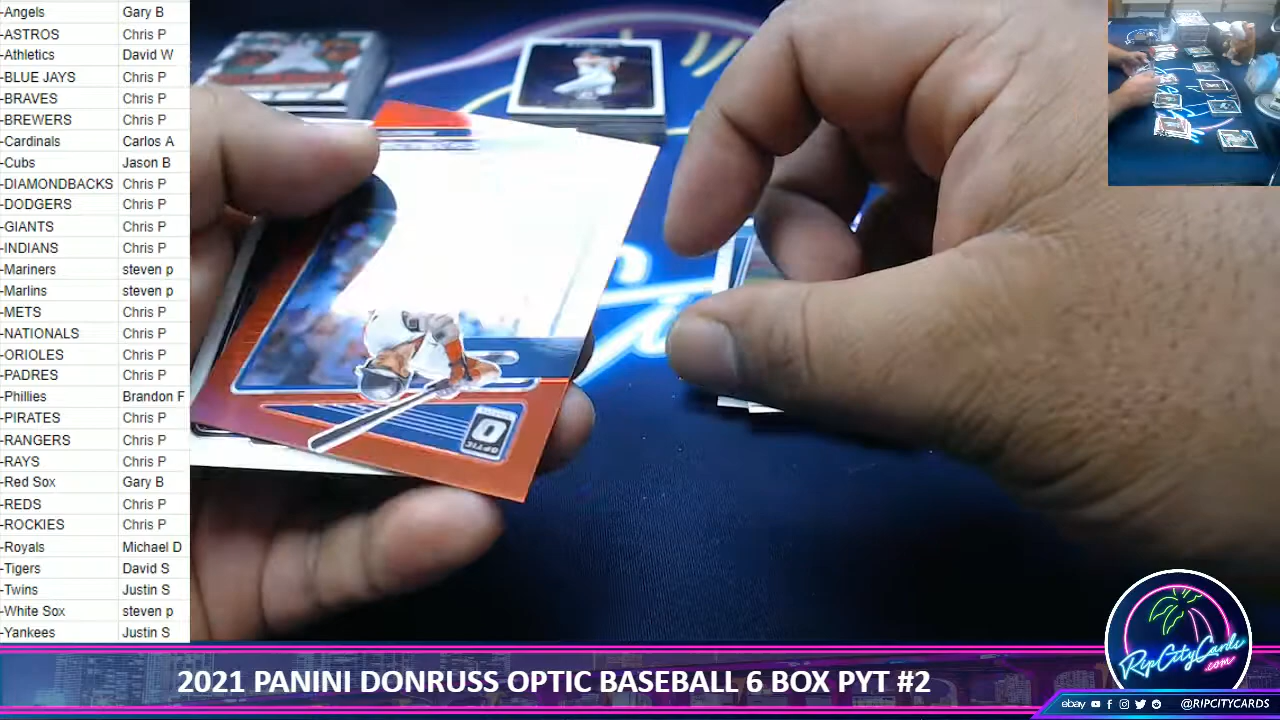 -Angels Gary B
-ASTROS Chris P
-Athletics David W
-BLUE JAYS Chris P
-BRAVES Chris P
-BREWERS Chris P
-Cardinals Carlos A
-Cubs Jason B
-DIAMONDBACKS Chris P
-DODGERS Chris P
-GIANTS Chris P
-INDIANS Chris P
-Mariners steven p
-Marlins steven p
-METS Chris P
-NATIONALS Chris P
-ORIOLES Chris P
-PADRES Chris P
-Phillies Brandon F
-PIRATES Chris P
-RANGERS Chris P
-RAYS Chris P
-Red Sox Gary B
-REDS Chris P
-ROCKIES Chris P
-Royals Michael D
-Tigers David S
-Twins Justin S
-White Sox steven p
-Yankees Justin S
OPTIC
RipCityCards
.com
2021 PANINI DONRUSS OPTIC BASEBALL 6 BOX PYT #2
ebay @RIPCITYCARDS